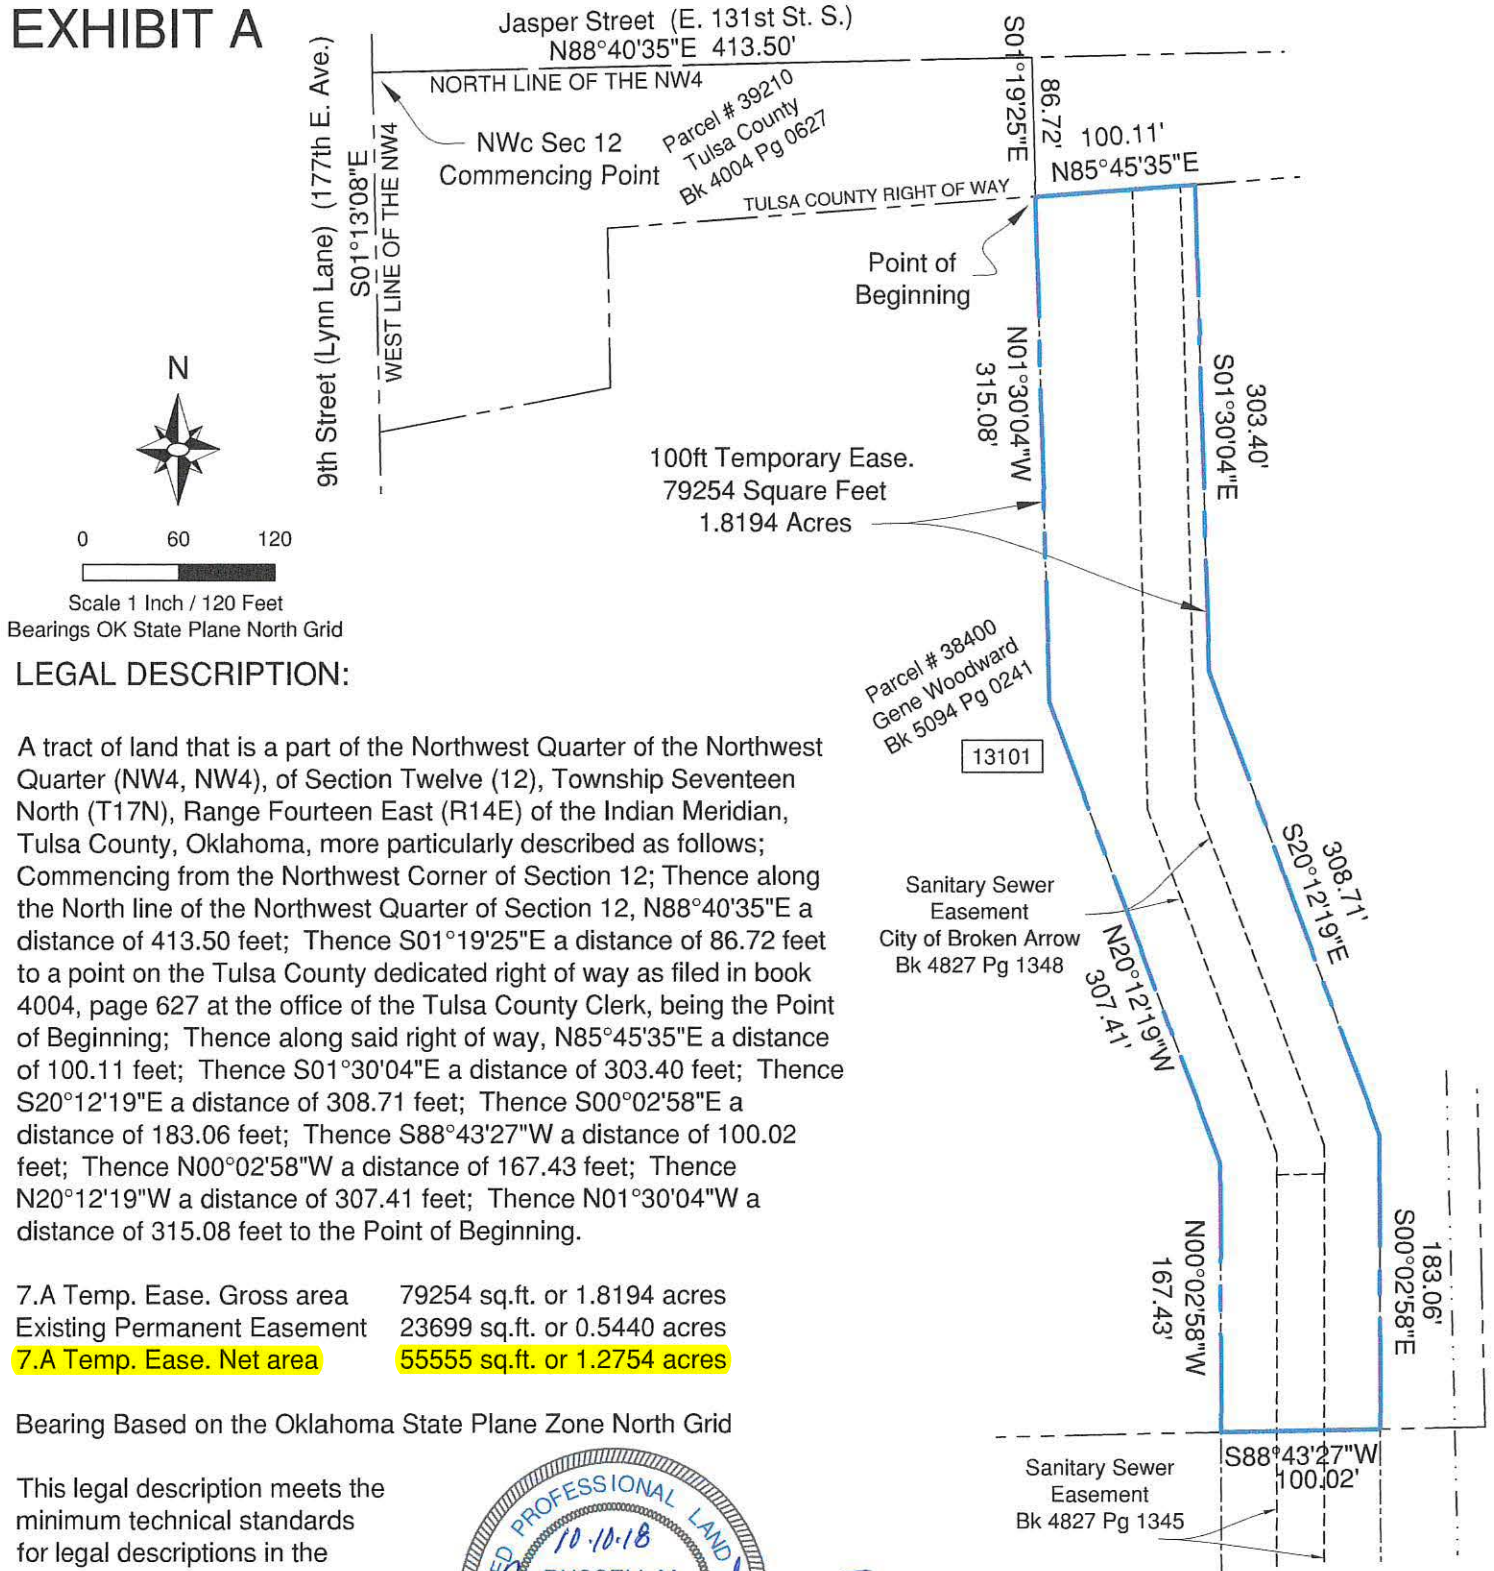 EXHIBIT A
Jasper Street (E. 131st St. S.)
N88°40'35"E 413.50'
NORTH LINE OF THE NW4
9th Street (Lynn Lane) (177th E. Ave.)
S01°13'08"E
WEST LINE OF THE NW4
NWc Sec 12
Commencing Point
Parcel # 39210
Tulsa County
Bk 4004 Pg 0627
S01°19'25"E
86.72'
100.11'
N85°45'35"E
TULSA COUNTY RIGHT OF WAY
Point of
Beginning
N01°30'04"W
315.08'
303.40'
S01°30'04"E
N
0 60 120
Scale 1 Inch / 120 Feet
Bearings OK State Plane North Grid
100ft Temporary Ease.
79254 Square Feet
1.8194 Acres
Parcel # 38400
Gene Woodward
Bk 5094 Pg 0241
13101
308.71'
S20°12'19"E
Sanitary Sewer
Easement
City of Broken Arrow
Bk 4827 Pg 1348
N20°12'19"W
307.41'
N00°02'58"W
167.43'
183.06'
S00°02'58"E
S88°43'27"W
100.02'
Sanitary Sewer
Easement
Bk 4827 Pg 1345
LEGAL DESCRIPTION:
A tract of land that is a part of the Northwest Quarter of the Northwest
Quarter (NW4, NW4), of Section Twelve (12), Township Seventeen
North (T17N), Range Fourteen East (R14E) of the Indian Meridian,
Tulsa County, Oklahoma, more particularly described as follows;
Commencing from the Northwest Corner of Section 12; Thence along
the North line of the Northwest Quarter of Section 12, N88°40'35"E a
distance of 413.50 feet; Thence S01°19'25"E a distance of 86.72 feet
to a point on the Tulsa County dedicated right of way as filed in book
4004, page 627 at the office of the Tulsa County Clerk, being the Point
of Beginning; Thence along said right of way, N85°45'35"E a distance
of 100.11 feet; Thence S01°30'04"E a distance of 303.40 feet; Thence
S20°12'19"E a distance of 308.71 feet; Thence S00°02'58"E a
distance of 183.06 feet; Thence S88°43'27"W a distance of 100.02
feet; Thence N00°02'58"W a distance of 167.43 feet; Thence
N20°12'19"W a distance of 307.41 feet; Thence N01°30'04"W a
distance of 315.08 feet to the Point of Beginning.
7.A Temp. Ease. Gross area 79254 sq.ft. or 1.8194 acres
Existing Permanent Easement 23699 sq.ft. or 0.5440 acres
7.A Temp. Ease. Net area 55555 sq.ft. or 1.2754 acres
Bearing Based on the Oklahoma State Plane Zone North Grid
This legal description meets the
minimum technical standards
for legal descriptions in the
PROFESSIONAL LAND
10.10.18